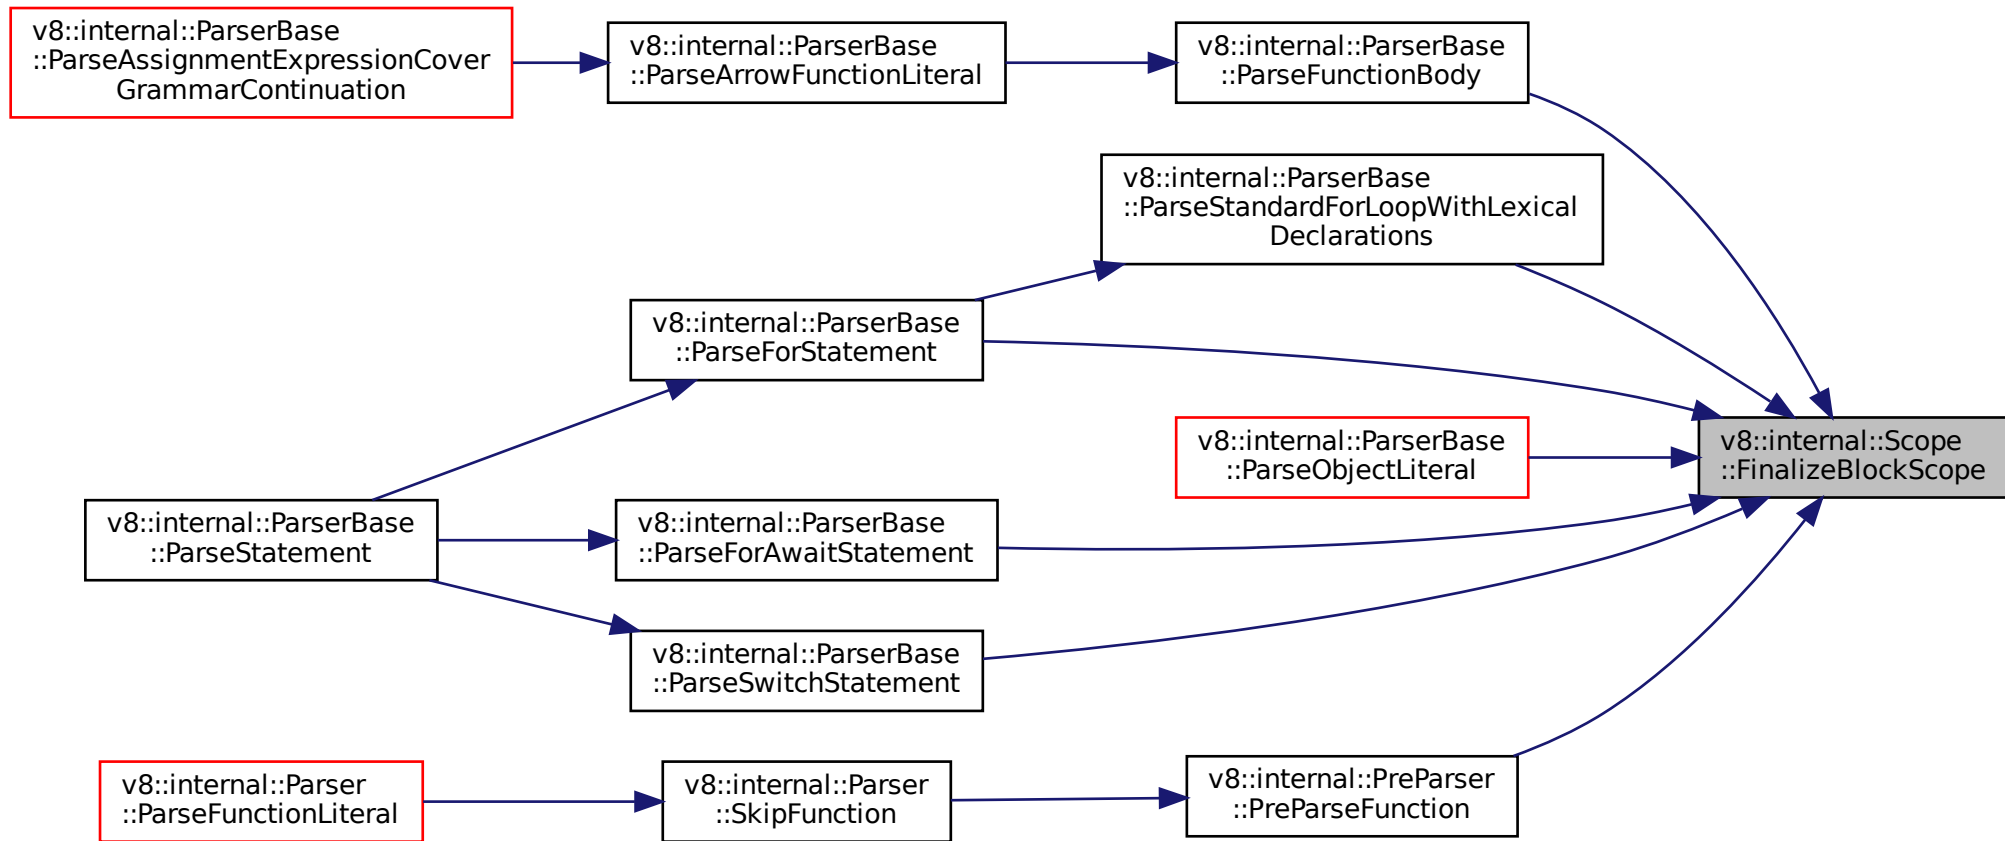 v8::internal::ParserBase
::ParseAssignmentExpressionCover
GrammarContinuation
v8::internal::ParserBase
::ParseArrowFunctionLiteral
v8::internal::ParserBase
::ParseFunctionBody
v8::internal::ParserBase
::ParseStandardForLoopWithLexical
Declarations
v8::internal::ParserBase
::ParseForStatement
v8::internal::ParserBase
::ParseObjectLiteral
v8::internal::Scope
::FinalizeBlockScope
v8::internal::ParserBase
::ParseStatement
v8::internal::ParserBase
::ParseForAwaitStatement
v8::internal::ParserBase
::ParseSwitchStatement
v8::internal::Parser
::ParseFunctionLiteral
v8::internal::Parser
::SkipFunction
v8::internal::PreParser
::PreParseFunction